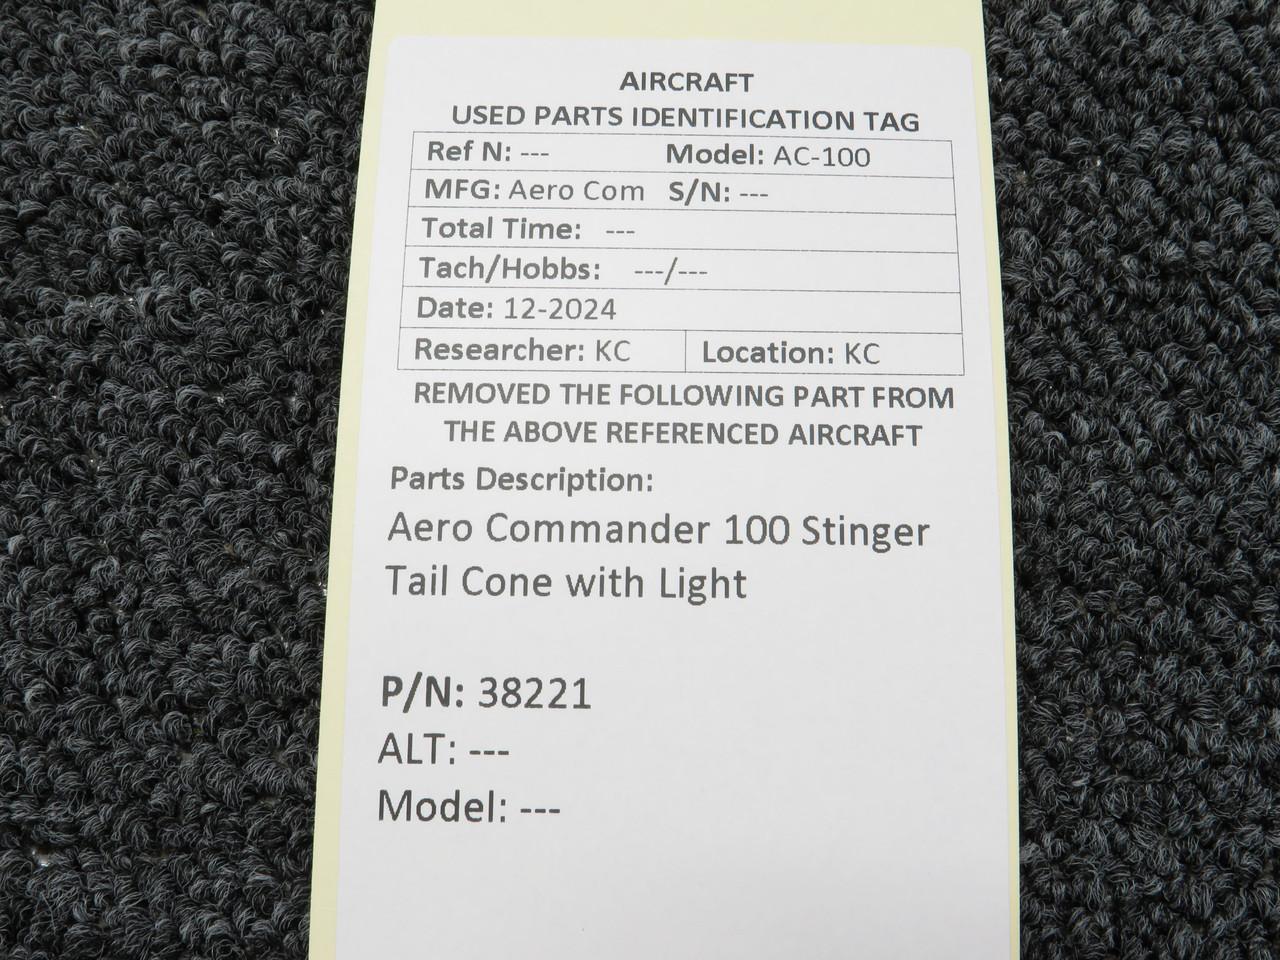 AIRCRAFT
USED PARTS IDENTIFICATION TAG
Ref N: --- Model: AC-100
MFG: Aero Com S/N: ---
Total Time: ---
Tach/Hobbs: ---/---
Date: 12-2024
Researcher: KC Location: KC
REMOVED THE FOLLOWING PART FROM
THE ABOVE REFERENCED AIRCRAFT
Parts Description:
Aero Commander 100 Stinger
Tail Cone with Light
P/N: 38221
ALT: ---
Model: ---